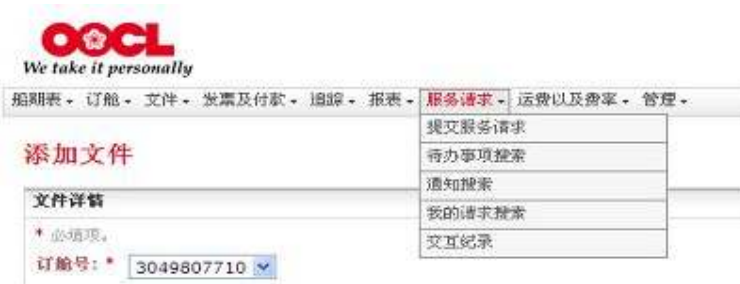 OOCL
We take it personally
船期表 订舱 文件 发票及付款 追踪 报表 服务请求 运费以及费率 管理
提交服务请求
添加文件
待办事项搜索
通知搜索
文件详情
我的请求搜索
* 必填项。
交互纪录
订舱号: * 3049807710